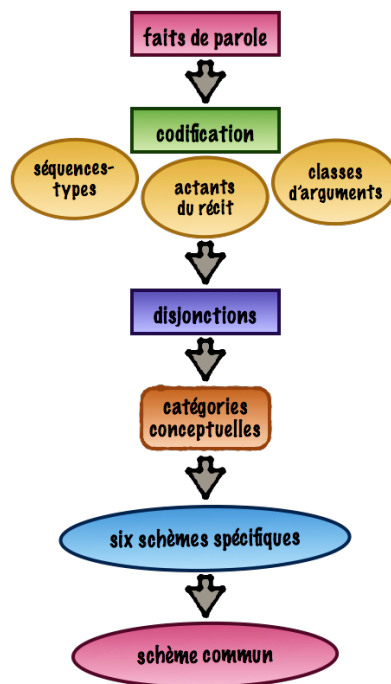 faits de parole
codification
séquences-
types
actants
du récit
classes
d'arguments
disjonctions
catégories
conceptuelles
six schèmes spécifiques
schème commun